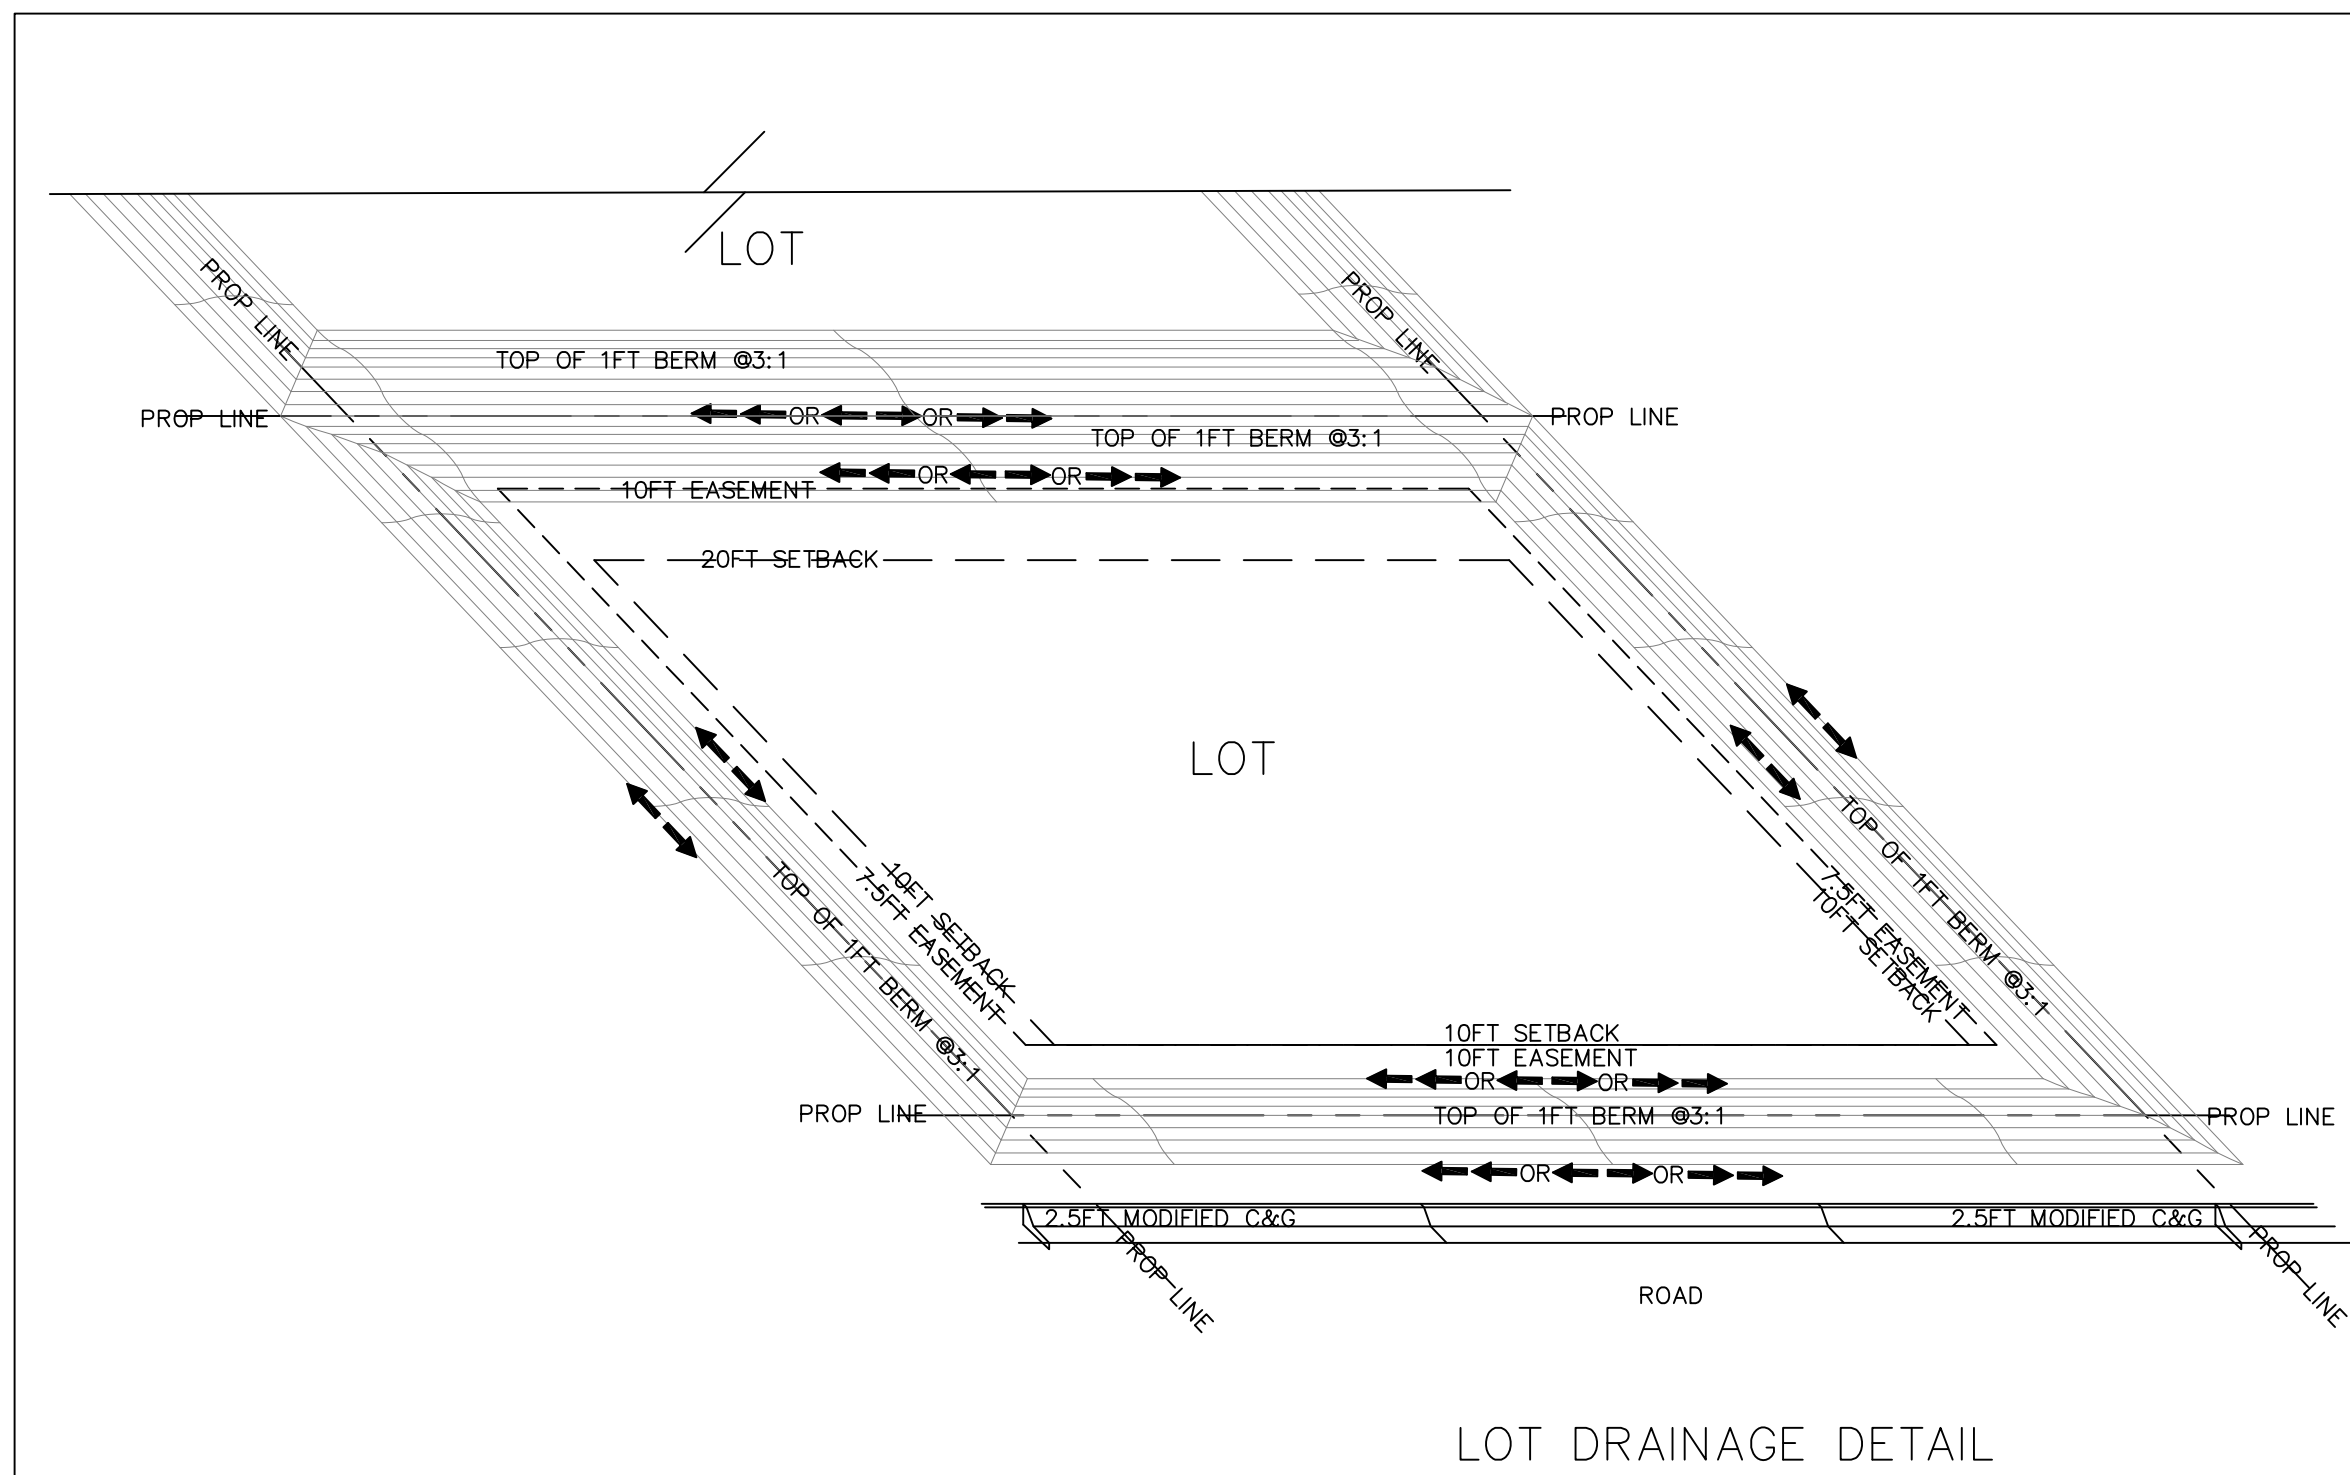 LOT
PROP LINE
PROP LINE
TOP OF 1FT BERM @3:1
PROP LINE
OR OR
PROP LINE
TOP OF 1FT BERM @3:1
OR OR
10FT EASEMENT
20FT SETBACK
LOT
TOP OF 1FT BERM @3:1
10FT SETBACK
7.5FT EASEMENT
TOP OF 1FT BERM @3:1
7.5FT EASEMENT
10FT SETBACK
10FT SETBACK
10FT EASEMENT
OR OR
PROP LINE
TOP OF 1FT BERM @3:1
PROP LINE
OR OR
2.5FT MODIFIED C&G
2.5FT MODIFIED C&G
PROP LINE
PROP LINE
ROAD
LOT DRAINAGE DETAIL